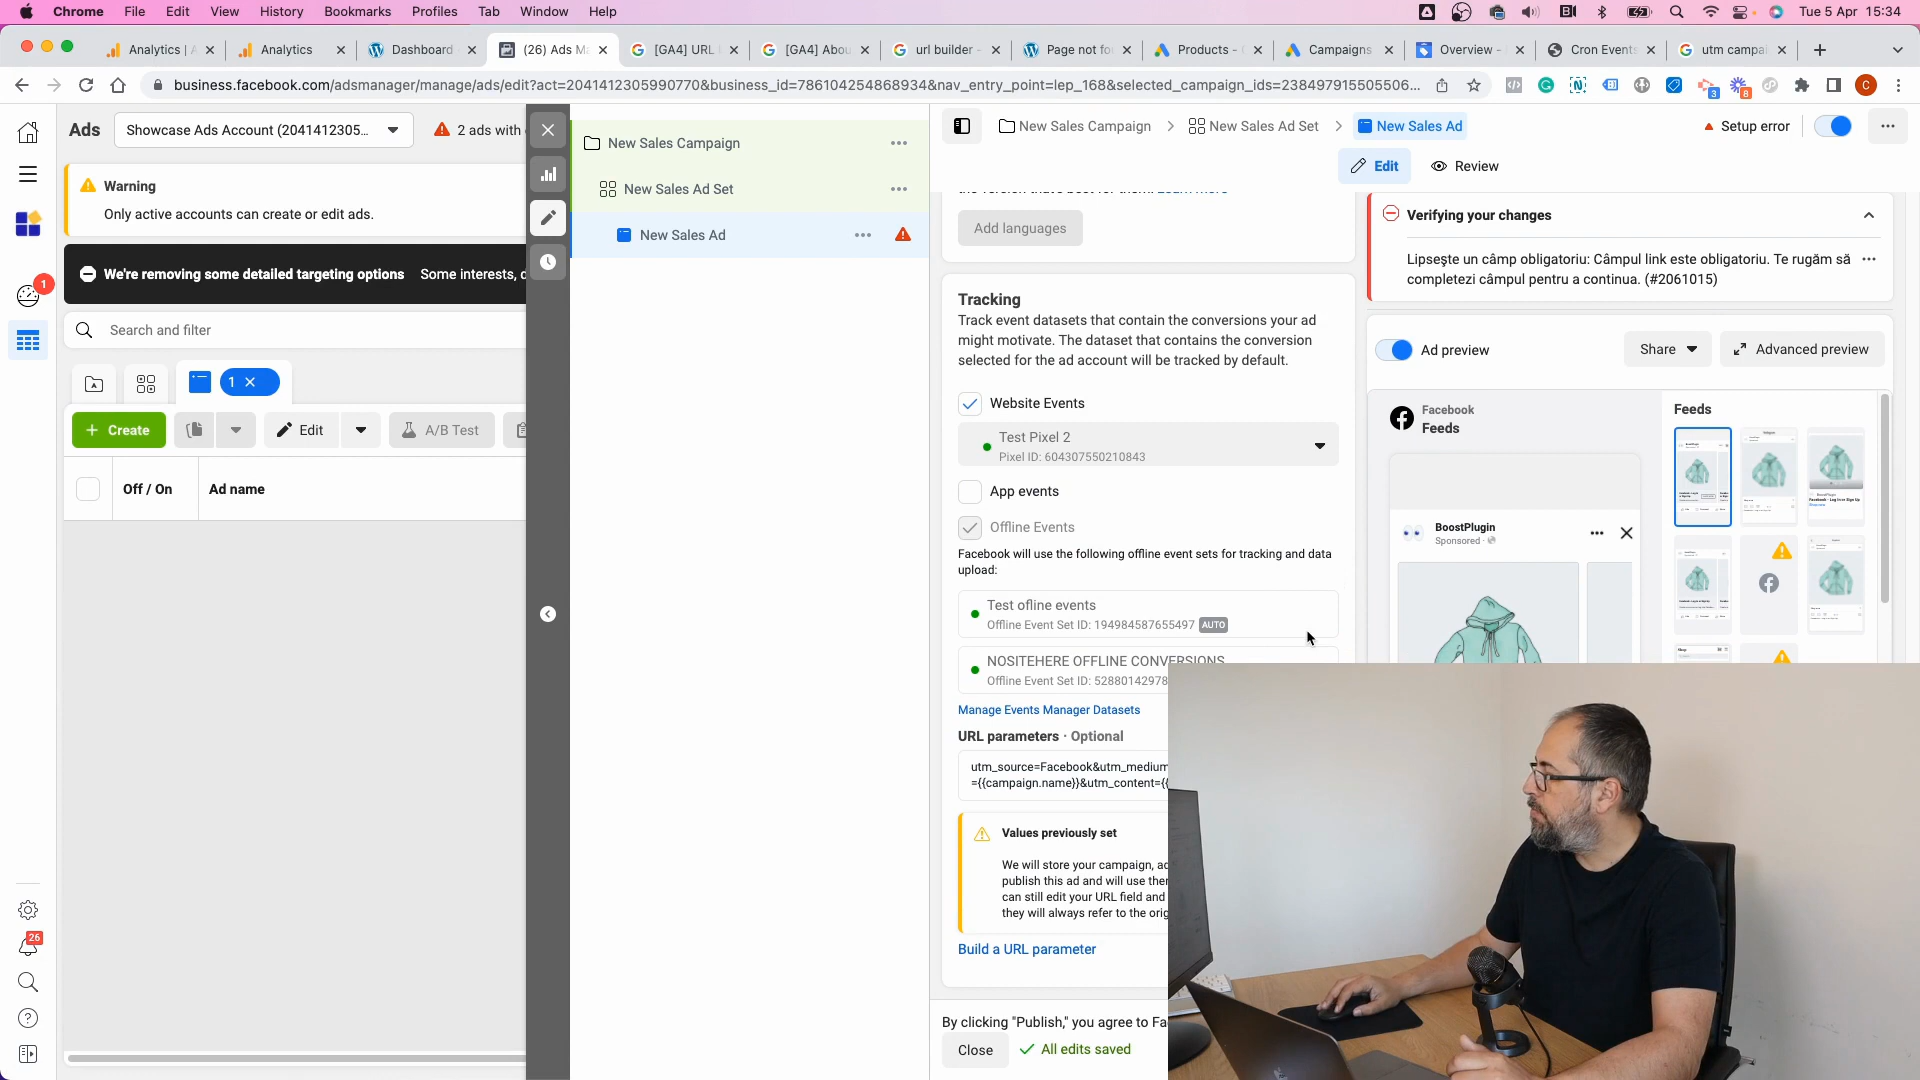 Chrome File Edit View History Bookmarks Profiles Tab Window Help Tue 5 Apr 15:34
Analytics | A Analytics Dashboard (26) Ads Ma [GA4] URL [GA4] Abou url builder - Page not fo Products - Campaigns Overview - Cron Events utm campai
business.facebook.com/adsmanager/manage/ads/edit?act=2041412305990770&business_id=786104254868934&nav_entry_point=lep_168&selected_campaign_ids=238497915505506...
3
8
C
Ads
Showcase Ads Account (2041412305...
2 ads with
Warning
Only active accounts can create or edit ads.
We're removing some detailed targeting options Some interests, d
1
Search and filter
1
Create
Edit
A/B Test
Off / On
Ad name
26
New Sales Campaign
New Sales Ad Set
New Sales Ad
New Sales Campaign
New Sales Ad Set
New Sales Ad
Setup error
Edit
Review
Add languages
Tracking
Track event datasets that contain the conversions your ad
might motivate. The dataset that contains the conversion
selected for the ad account will be tracked by default.
Website Events
Test Pixel 2
Pixel ID: 604307550210843
App events
Offline Events
Facebook will use the following offline event sets for tracking and data
upload:
Test ofline events
Offline Event Set ID: 194984587655497 AUTO
NOSITEHERE OFFLINE CONVERSIONS
Offline Event Set ID: 52880142978
Manage Events Manager Datasets
URL parameters · Optional
utm_source=Facebook&utm_medium
={{campaign.name}}&utm_content={{
Values previously set
We will store your campaign, ad
publish this ad and will use then
can still edit your URL field and
they will always refer to the orig
Build a URL parameter
By clicking "Publish," you agree to Fa
Close
All edits saved
Verifying your changes
Lipsește un câmp obligatoriu: Câmpul link este obligatoriu. Te rugăm să
completezi câmpul pentru a continua. (#2061015)
Ad preview
Share
Advanced preview
Facebook
Feeds
BoostPlugin
Sponsored ·
Feeds